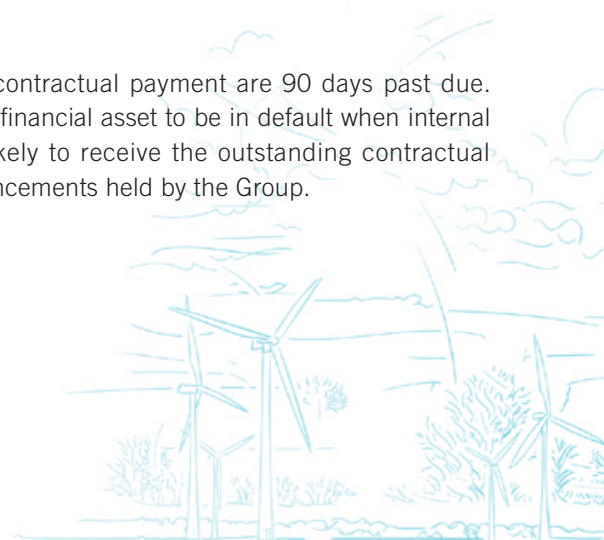 contractual payment are 90 days past due.
financial asset to be in default when internal
kely to receive the outstanding contractual
ncements held by the Group.